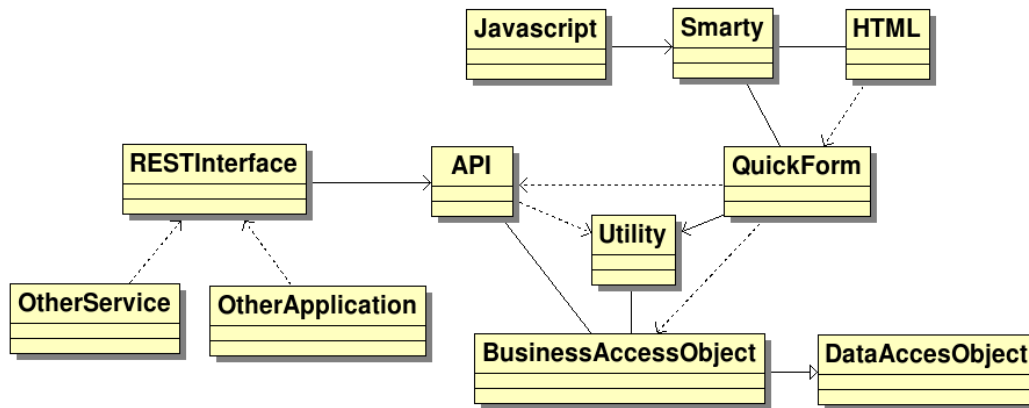 Javascript
Smarty
HTML
RESTInterface
API
QuickForm
Utility
OtherService
OtherApplication
BusinessAccessObject
DataAccesObject